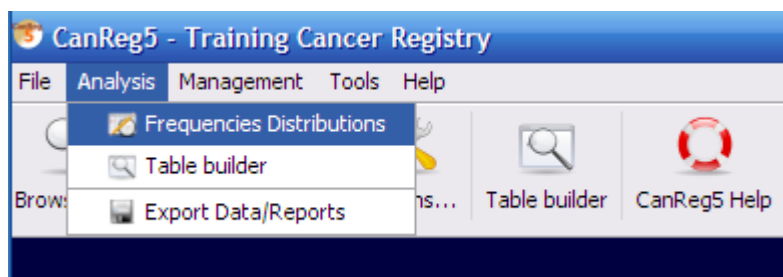 CanReg5 - Training Cancer Registry
File Analysis Management Tools Help
Frequencies Distributions
Table builder
Export Data/Reports
Table builder CanReg5 Help